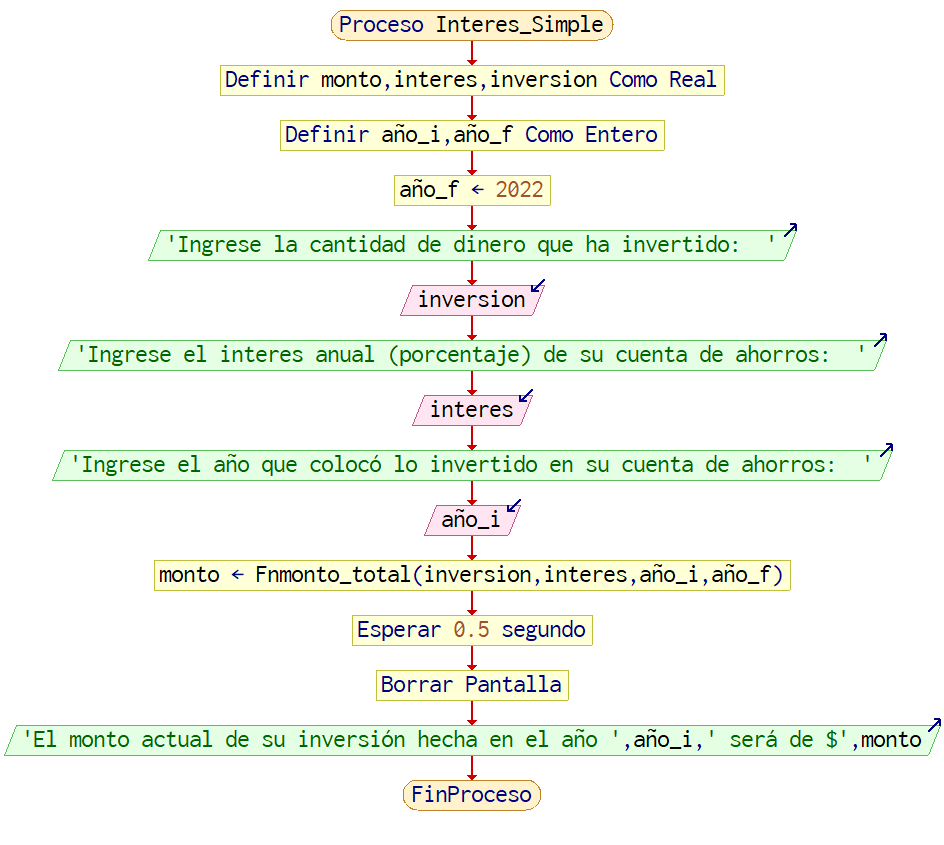 Proceso Interes_Simple
Definir monto,interes,inversion Como Real
Definir año_i,año_f Como Entero
año_f ← 2022
'Ingrese la cantidad de dinero que ha invertido:  '
inversion
'Ingrese el interes anual (porcentaje) de su cuenta de ahorros:  '
interes
'Ingrese el año que colocó lo invertido en su cuenta de ahorros:  '
año_i
monto ← Fnmonto_total(inversion,interes,año_i,año_f)
Esperar 0.5 segundo
Borrar Pantalla
'El monto actual de su inversión hecha en el año ',año_i,' será de $',monto
FinProceso